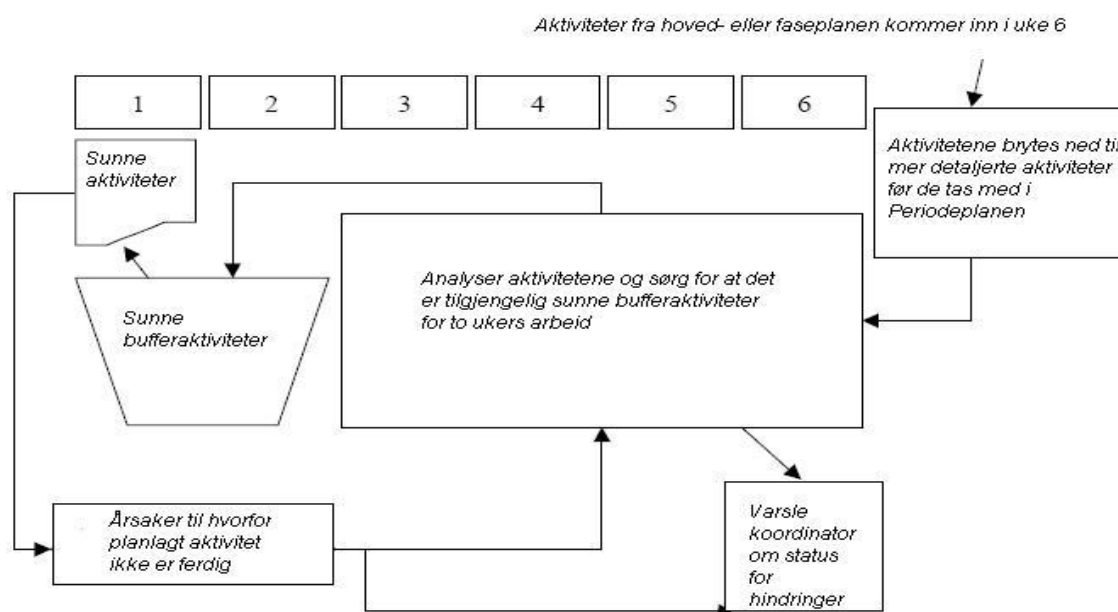 Aktiviteter fra hoved- eller faseplanen kommer inn i uke 6
1 2 3 4 5 6
Aktivitetene brytes ned til
mer detaljerte aktiviteter
før de tas med i
Periodeplanen
Sunne
aktiviteter
Analyser aktivitetene og sørg for at det
er tilgjengelig sunne bufferaktiviteter
for to ukers arbeid
Sunne
bufferaktiviteter
Årsaker til hvorfor
planlagt aktivitet
ikke er ferdig
Varsle
koordinator
om status
for
hindringer